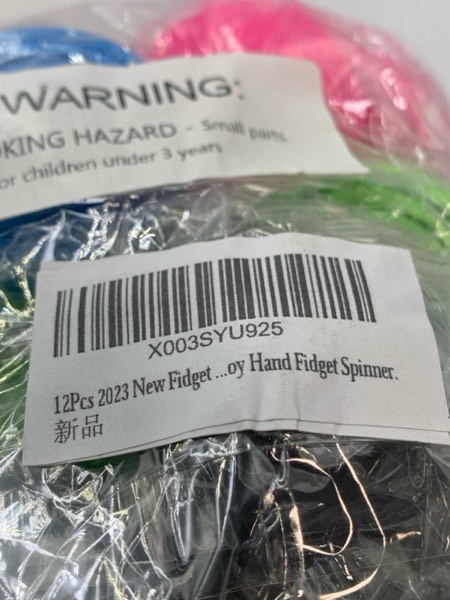 WARNING:
KING HAZARD - Small parts.
or children under 3 years
X003SYU925
12Pcs 2023 New Fidget ...oy Hand Fidget Spinner.
新品